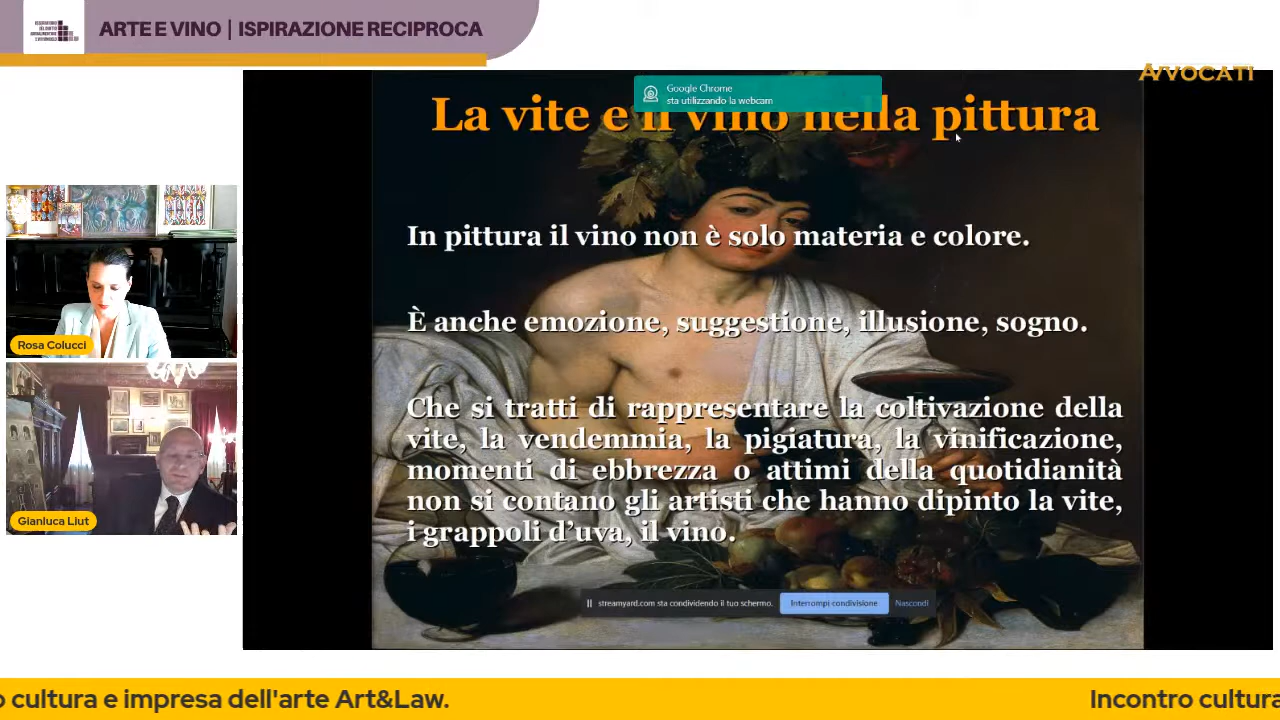 ARTE E VINO | ISPIRAZIONE RECIPROCA
AVVOCATI
Google Chrome
sta utilizzando la webcam
La vite e il vino nella pittura
In pittura il vino non è solo materia e colore.
È anche emozione, suggestione, illusione, sogno.
Che si tratti di rappresentare la coltivazione della
vite, la vendemmia, la pigiatura, la vinificazione,
momenti di ebbrezza o attimi della quotidianità
non si contano gli artisti che hanno dipinto la vite,
i grappoli d'uva, il vino.
Rosa Colucci
Gianluca Liut
streamyard.com sta condividendo il tuo schermo.
Interrompi condivisione
Nascondi
o cultura e impresa dell'arte Art&Law.
Incontro cultura